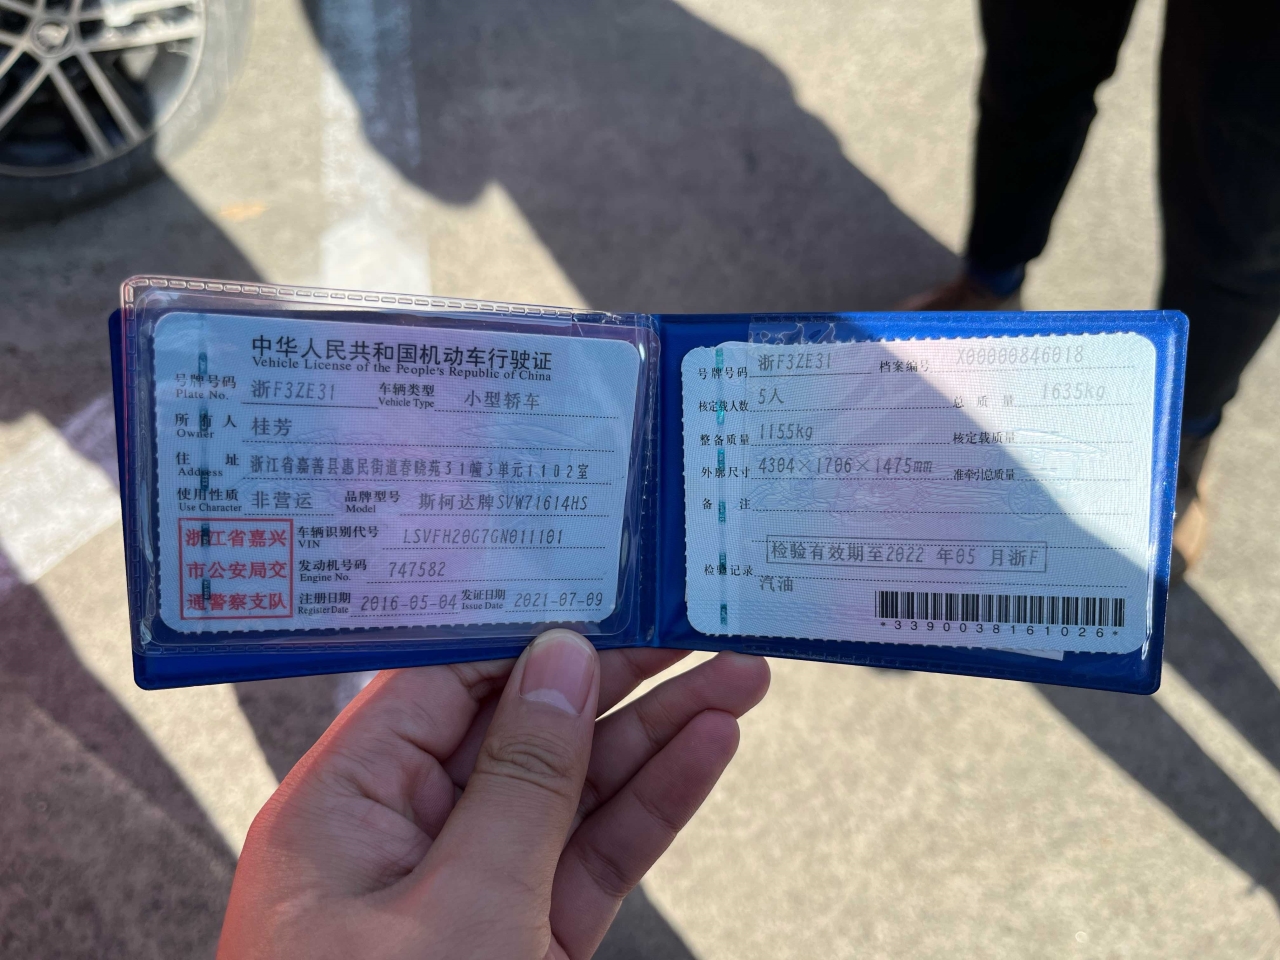 中华人民共和国机动车行驶证
Vehicle License of the People's Republic of China
号牌号码 浙F3ZE31 车辆类型 小型轿车
Plate No. Vehicle Type
所有人 桂芳
Owner
住址 浙江省嘉善县惠民街道春晓苑31幢3单元1102室
Address
使用性质 非营运 品牌型号 斯柯达牌SVW71614HS
Use Character Model
浙江省嘉兴
市公安局交
通警察支队
车辆识别代号 LSVFH20G7GN011101
VIN
发动机号码 747582
Engine No.
注册日期 2016-05-04 发证日期 2021-07-09
Register Date Issue Date
号牌号码 浙F3ZE31 档案编号 X00000846018
核定载人数 5人 总质量 1635kg
整备质量 1155kg 核定载质量 --
外廓尺寸 4304×1706×1475mm 准牵引总质量 --
备注
检验有效期至2022 年05 月浙F
检验记录
汽油
*3390038161026*